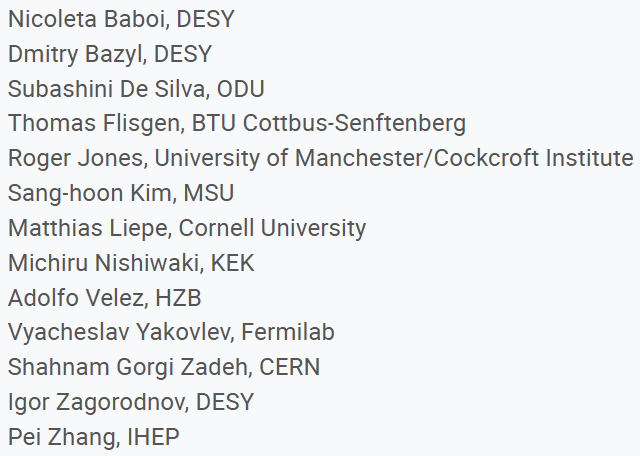 Nicoleta Baboi, DESY
Dmitry Bazyl, DESY
Subashini De Silva, ODU
Thomas Flisgen, BTU Cottbus-Senftenberg
Roger Jones, University of Manchester/Cockcroft Institute
Sang-hoon Kim, MSU
Matthias Liepe, Cornell University
Michiru Nishiwaki, KEK
Adolfo Velez, HZB
Vyacheslav Yakovlev, Fermilab
Shahnam Gorgi Zadeh, CERN
Igor Zagorodnov, DESY
Pei Zhang, IHEP